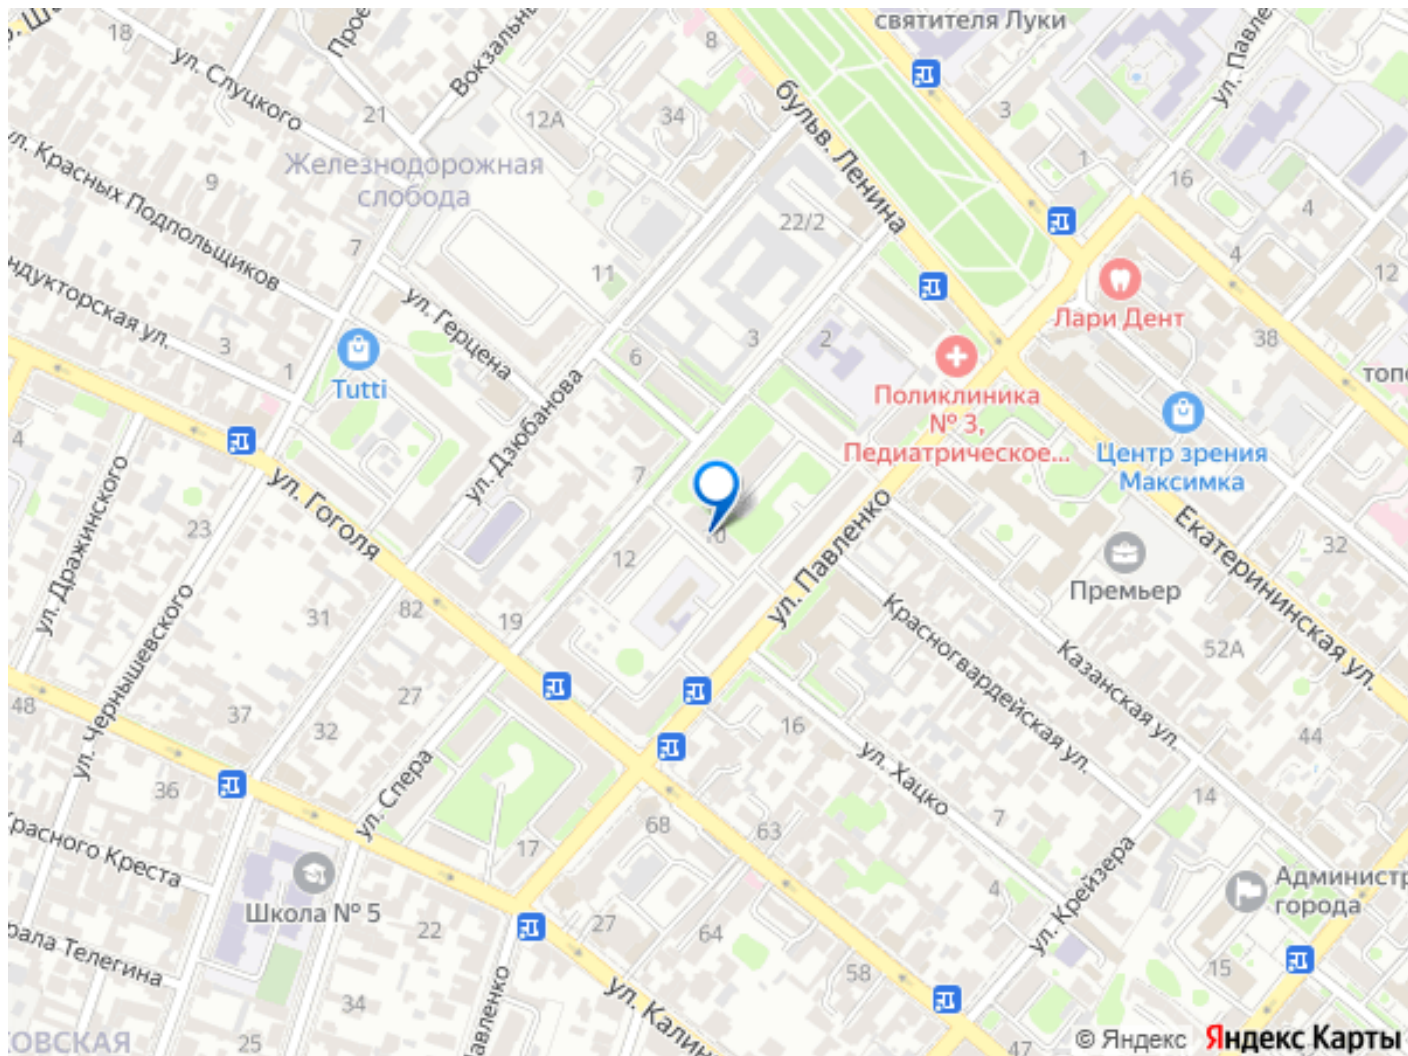 святителя Луки
18
Вокзальн
ул. Павле
8
ул. Слуцкого
21
12А
34
бульв. Ленина
3
1
Железнодорожная
слобода
ул. Красных Подпольщиков
9
16
4
22/2
7
11
4
12
ндукторская ул.
ул. Герцена
Лари Дент
3
1
Tutti
6
3
2
38
топо
Поликлиника
№ 3,
Педиатрическое...
Центр зрения
Максимка
4
ул. Дзюбанова
7
ул. Гоголя
ул. Дражинского
23
12
10
ул. Павленко
Екатерининская ул.
32
Премьер
31
82
19
Красногвардейская ул.
Казанская ул.
52А
ул. Чернышевского
48
37
32
27
16
44
ул. Спера
ул. Хацко
36
7
14
68
63
17
расного Креста
Школа № 5
4
ул. Крейзера
Администр
города
22
27
64
рала Телегина
34
58
15
авленко
ул. Калин
ОВСКАЯ
25
47
© Яндекс Яндекс Карты